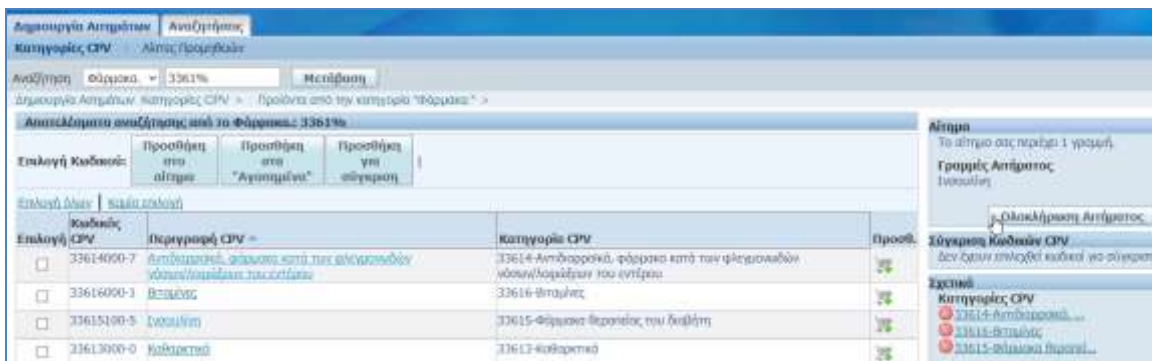 Δημιουργία Αιτημάτων Αναζητήσεις
Κατηγορίες CPV Λίστες Προμηθειών
Αναζήτηση Φάρμακα. 3361% Μετάβαση
Δημιουργία Αιτημάτων: Κατηγορίες CPV > Προϊόντα από την κατηγορία "Φάρμακα." >
Αποτελέσματα αναζήτησης από το Φάρμακα.: 3361%
Επιλογή Κωδικού: Προσθήκη στο αίτημα Προσθήκη στα "Αγαπημένα" Προσθήκη για σύγκριση
Επιλογή όλων | Καμία επιλογή
Επιλογή Κωδικός CPV Περιγραφή CPV Κατηγορία CPV Προσθ.
33614000-7 Αντιδιαρροϊκά, φάρμακα κατά των φλεγμονωδών νόσων/λοιμώξεων του εντέρου 33614-Αντιδιαρροϊκά, φάρμακα κατά των φλεγμονωδών νόσων/λοιμώξεων του εντέρου
33616000-1 Βιταμίνες 33616-Βιταμίνες
33615100-5 Ινσουλίνη 33615-Φάρμακα θεραπείας του διαβήτη
33613000-0 Καθαρτικά 33613-Καθαρτικά
Αίτημα
Το αίτημα σας περιέχει 1 γραμμή.
Γραμμές Αιτήματος
Ινσουλίνη
Ολοκλήρωση Αιτήματος
Σύγκριση Κωδικών CPV
Δεν έχουν επιλεχθεί κωδικοί για σύγκριση
Σχετικά
Κατηγορίες CPV
33614-Αντιδιαρροϊκά, ...
33616-Βιταμίνες
33615-Φάρμακα θεραπεί...